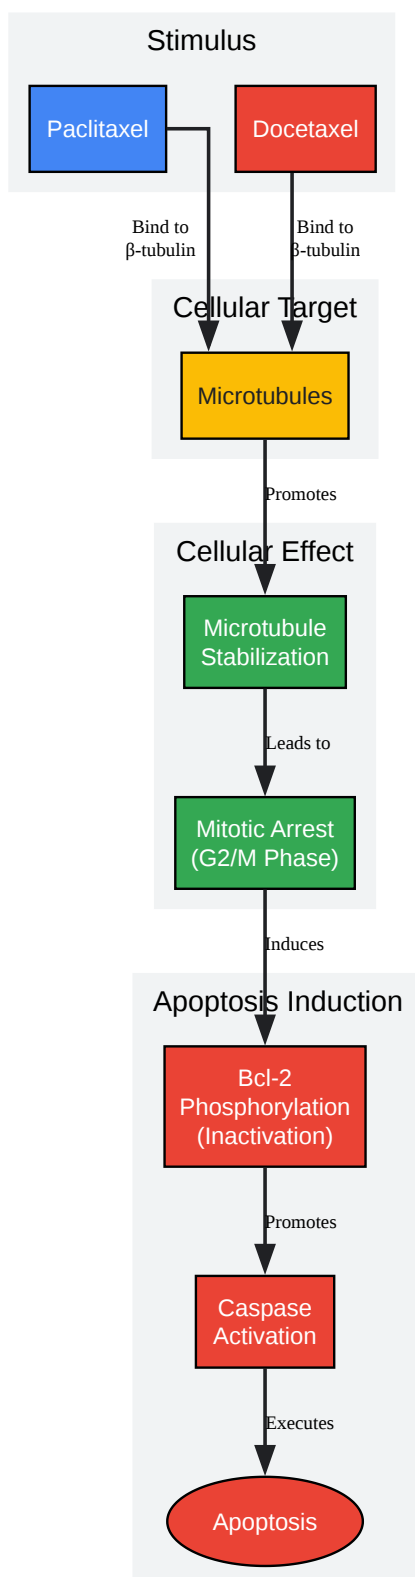 Stimulus
Paclitaxel
Docetaxel
Bind to
β-tubulin
Bind to
β-tubulin
Cellular Target
Microtubules
Promotes
Cellular Effect
Microtubule
Stabilization
Leads to
Mitotic Arrest
(G2/M Phase)
Induces
Apoptosis Induction
Bcl-2
Phosphorylation
(Inactivation)
Promotes
Caspase
Activation
Executes
Apoptosis